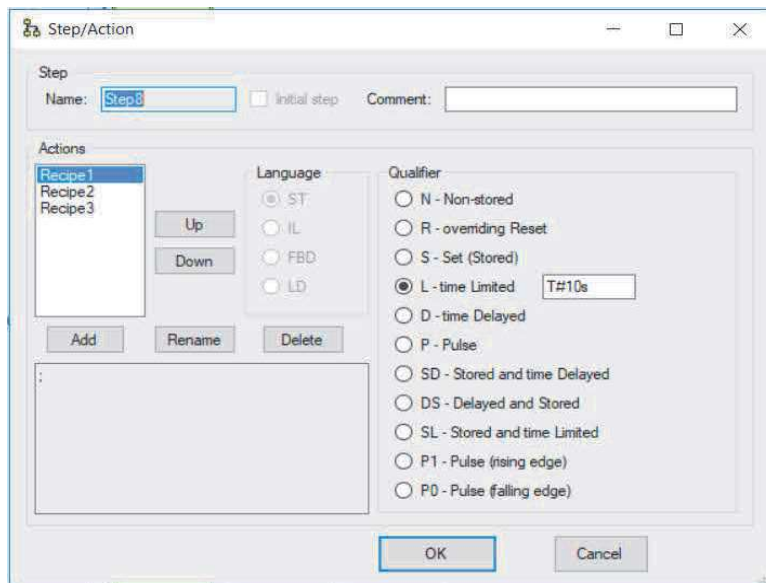 Step/Action
Step
Name: Step8 Initial step Comment:
Actions
Recipe1
Recipe2
Recipe3
Up
Down
Add Rename Delete
;
Language
ST
IL
FBD
LD
Qualifier
N - Non-stored
R - overriding Reset
S - Set (Stored)
L - time Limited T#10s
D - time Delayed
P - Pulse
SD - Stored and time Delayed
DS - Delayed and Stored
SL - Stored and time Limited
P1 - Pulse (rising edge)
P0 - Pulse (falling edge)
OK Cancel